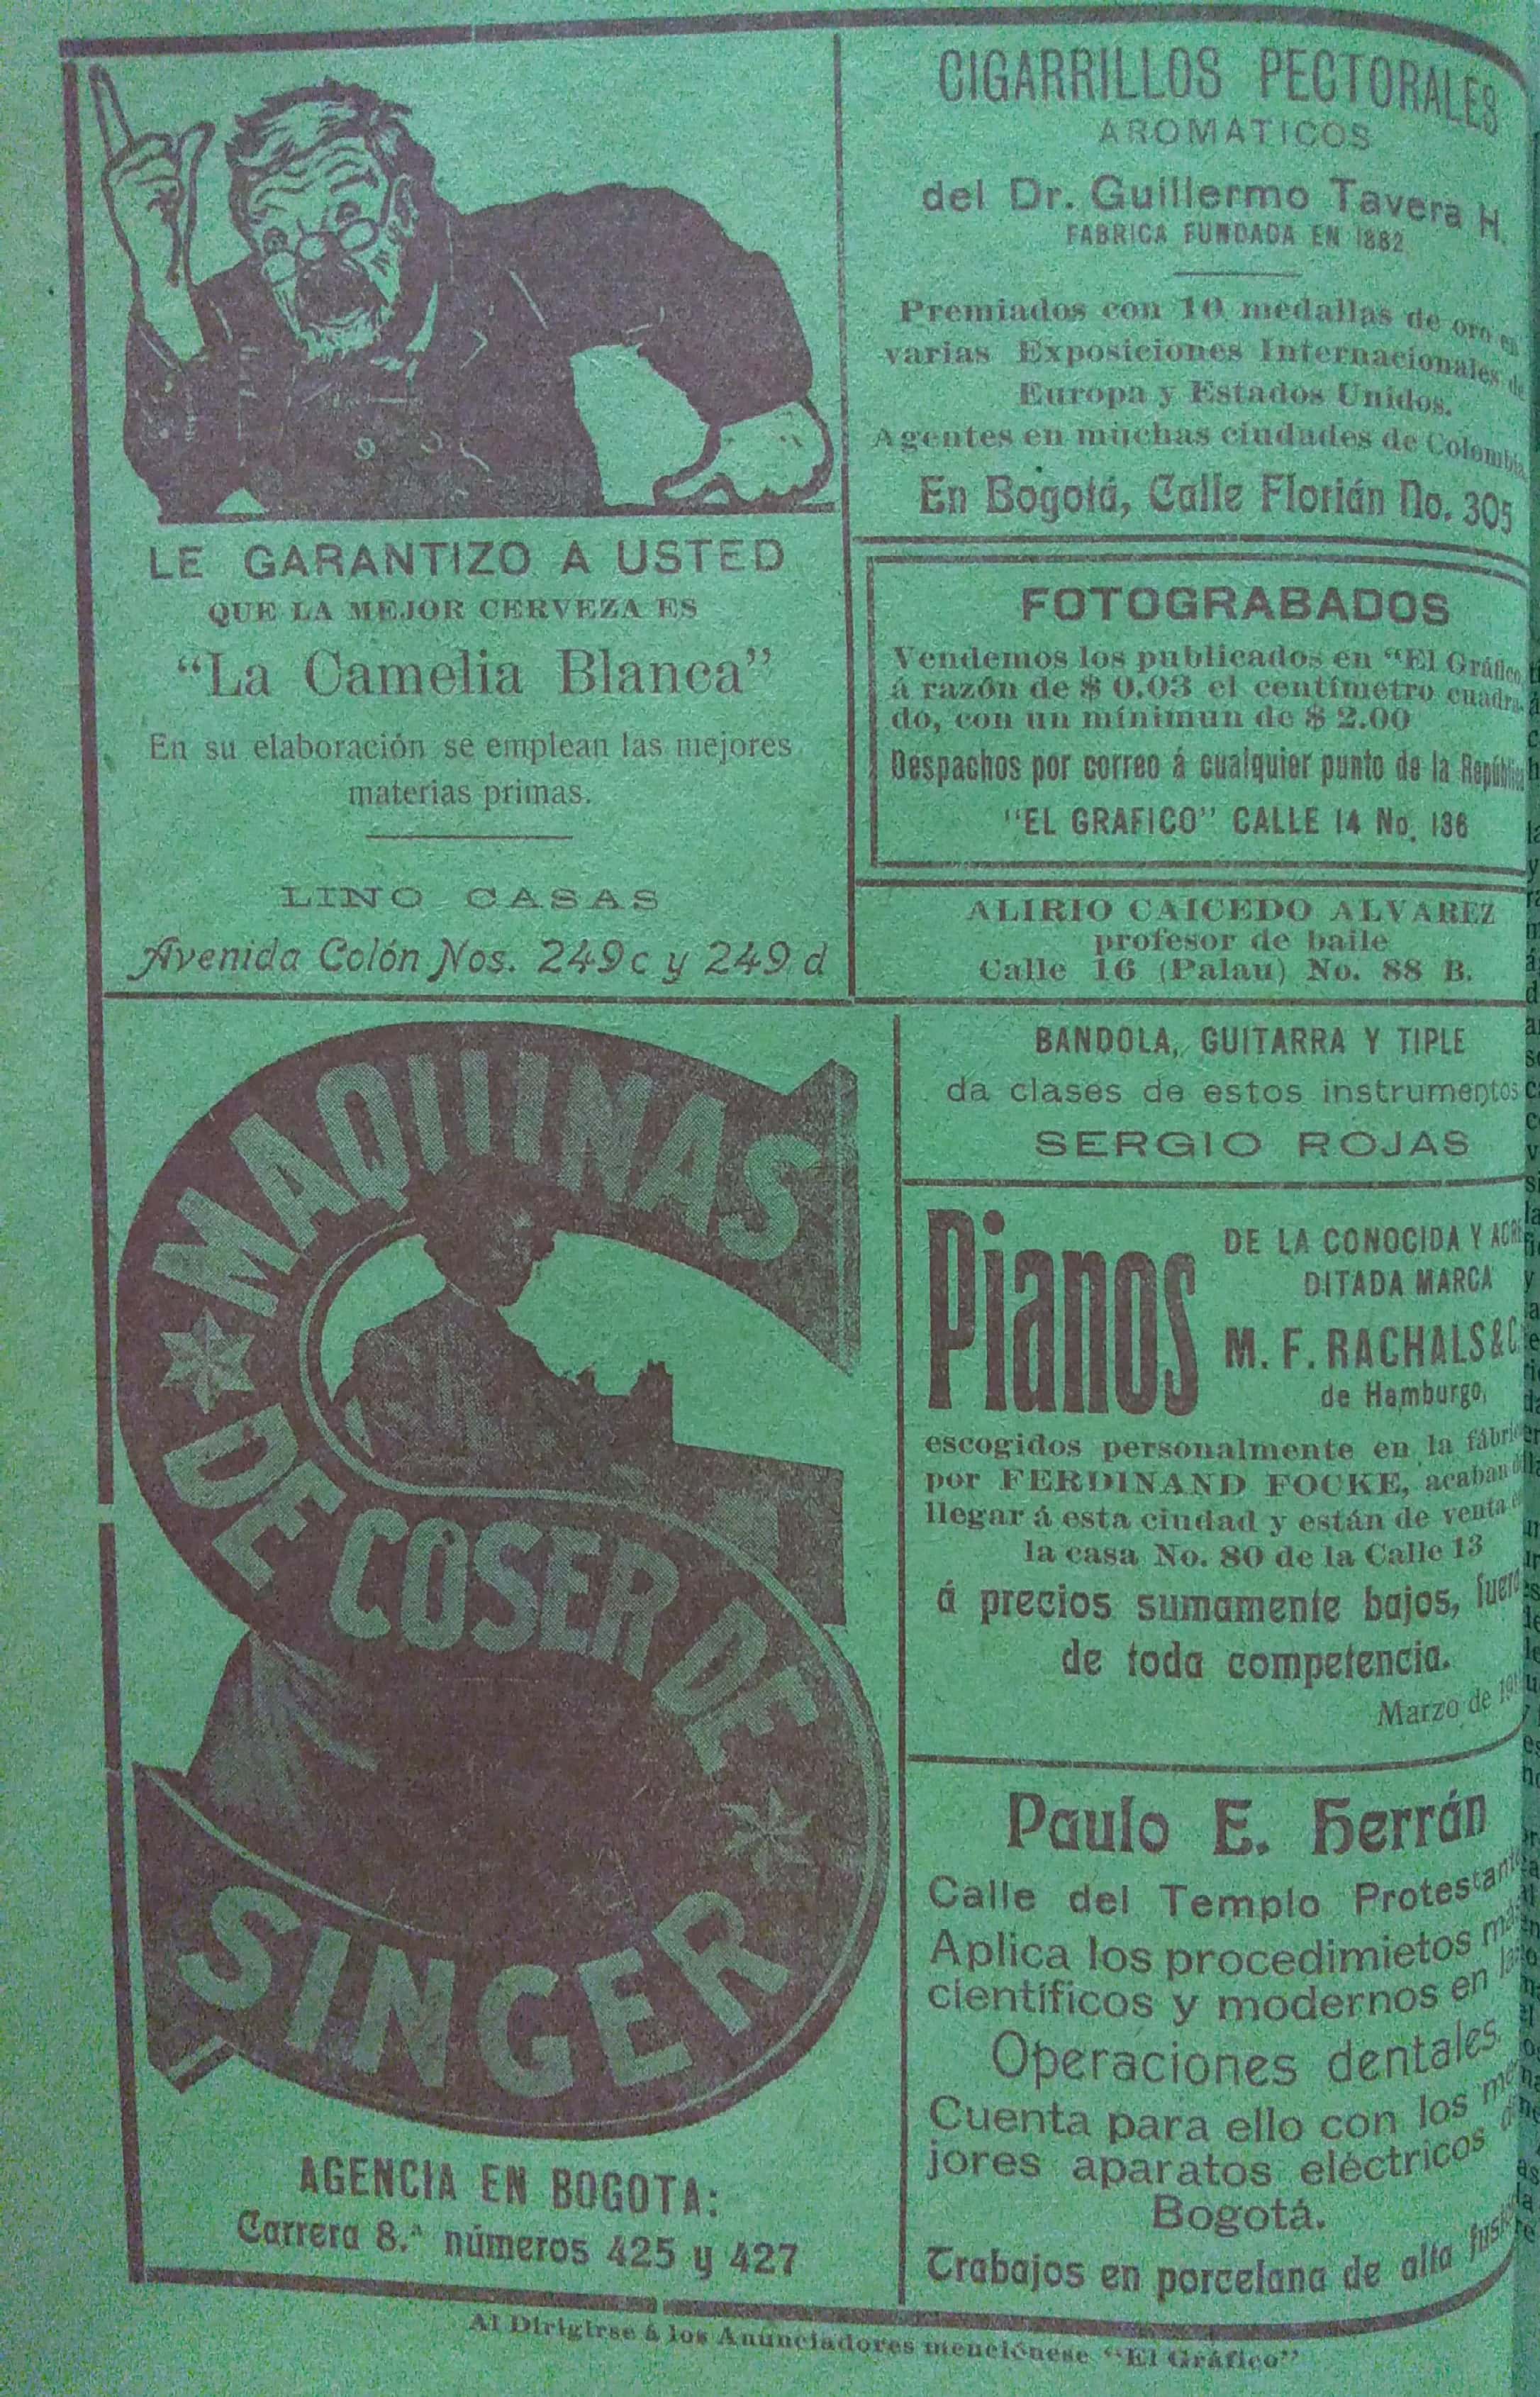 LE GARANTIZO A USTED
QUE LA MEJOR CERVEZA ES
“La Camelia Blanca”
En su elaboración se emplean las mejores
materias primas.
LINO CASAS
Avenida Colón Nos. 249 c y 249 d
CIGARRILLOS PECTORALES
AROMATICOS
del Dr. Guillermo Tavera H.
FABRICA FUNDADA EN 1882
Premiados con 10 medallas de oro en
varias Exposiciones Internacionales de
Europa y Estados Unidos.
Agentes en muchas ciudades de Colombia
En Bogotá, Calle Florián No. 305
FOTOGRABADOS
Vendemos los publicados en “El Gráfico
á razón de $ 0.03 el centímetro cuadra-
do, con un mínimun de $ 2.00
Despachos por correo á cualquier punto de la República
"EL GRAFICO" CALLE 14 No. 136
ALIRIO CAICEDO ALVAREZ
profesor de baile
Calle 16 (Palau) No. 88 B.
MAQUINAS
DE COSER DE
SINGER
AGENCIA EN BOGOTA:
Carrera 8.ª números 425 y 427
BANDOLA, GUITARRA Y TIPLE
da clases de estos instrumentos
SERGIO ROJAS
Pianos
DE LA CONOCIDA Y ACRE
DITADA MARCA
M. F. RACHALS & C.
de Hamburgo,
escogidos personalmente en la fábri
por FERDINAND FOCKE, acaban
llegar á esta ciudad y están de venta
la casa No. 80 de la Calle 13
á precios sumamente bajos, fuera
de toda competencia.
Marzo de 19
Paulo E. Herrán
Calle del Templo Protestante
Aplica los procedimietos más
científicos y modernos en las
Operaciones dentales.
Cuenta para ello con los me
jores aparatos eléctricos de
Bogotá.
Trabajos en porcelana de alta fusi
Al Dirigirse á los Anunciadores menciónese “El Gráfico”